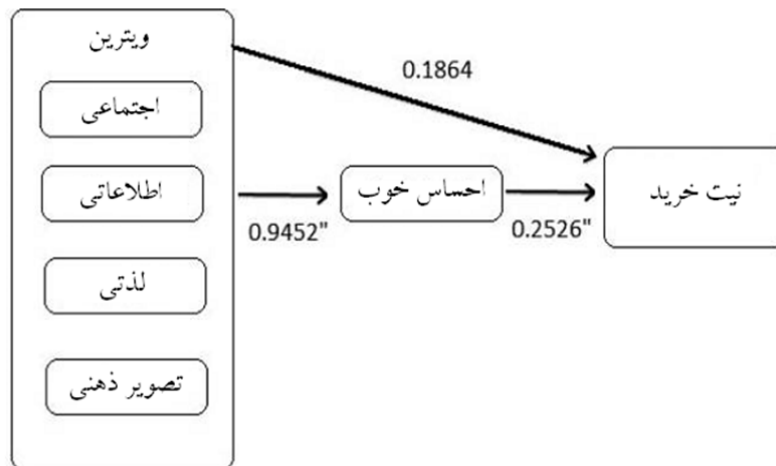 ویترین
اجتماعی
اطلاعاتی
لذتی
تصویر ذهنی
0.1864
0.9452"
احساس خوب
0.2526"
نیت خرید